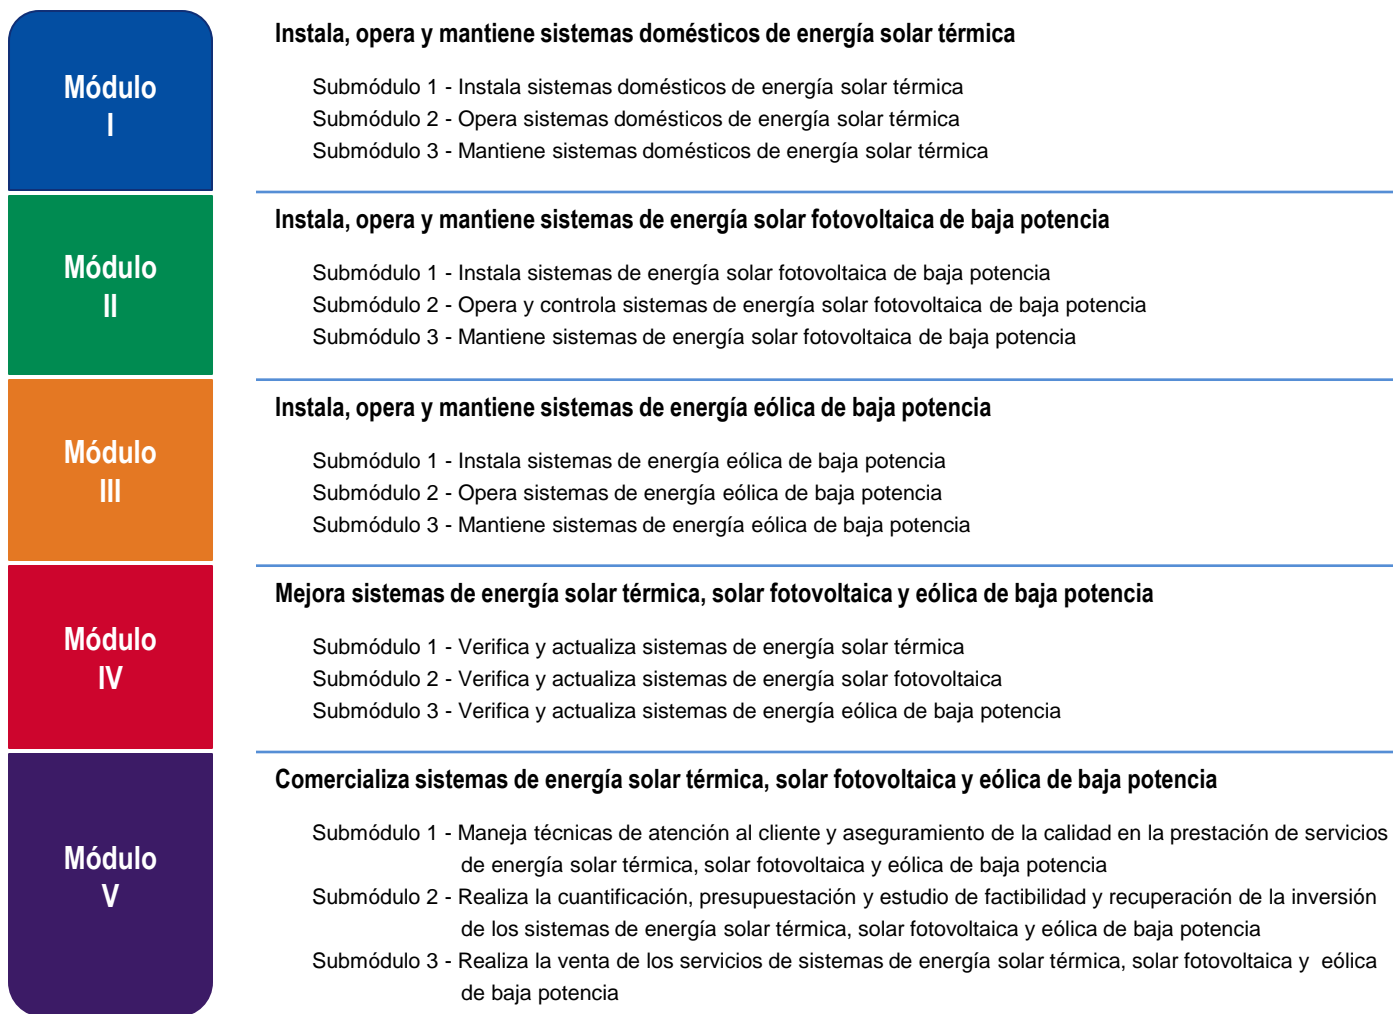 Módulo
I
Instala, opera y mantiene sistemas domésticos de energía solar térmica
Submódulo 1 - Instala sistemas domésticos de energía solar térmica
Submódulo 2 - Opera sistemas domésticos de energía solar térmica
Submódulo 3 - Mantiene sistemas domésticos de energía solar térmica
Módulo
II
Instala, opera y mantiene sistemas de energía solar fotovoltaica de baja potencia
Submódulo 1 - Instala sistemas de energía solar fotovoltaica de baja potencia
Submódulo 2 - Opera y controla sistemas de energía solar fotovoltaica de baja potencia
Submódulo 3 - Mantiene sistemas de energía solar fotovoltaica de baja potencia
Módulo
III
Instala, opera y mantiene sistemas de energía eólica de baja potencia
Submódulo 1 - Instala sistemas de energía eólica de baja potencia
Submódulo 2 - Opera sistemas de energía eólica de baja potencia
Submódulo 3 - Mantiene sistemas de energía eólica de baja potencia
Módulo
IV
Mejora sistemas de energía solar térmica, solar fotovoltaica y eólica de baja potencia
Submódulo 1 - Verifica y actualiza sistemas de energía solar térmica
Submódulo 2 - Verifica y actualiza sistemas de energía solar fotovoltaica
Submódulo 3 - Verifica y actualiza sistemas de energía eólica de baja potencia
Módulo
V
Comercializa sistemas de energía solar térmica, solar fotovoltaica y eólica de baja potencia
Submódulo 1 - Maneja técnicas de atención al cliente y aseguramiento de la calidad en la prestación de servicios
de energía solar térmica, solar fotovoltaica y eólica de baja potencia
Submódulo 2 - Realiza la cuantificación, presupuestación y estudio de factibilidad y recuperación de la inversión
de los sistemas de energía solar térmica, solar fotovoltaica y eólica de baja potencia
Submódulo 3 - Realiza la venta de los servicios de sistemas de energía solar térmica, solar fotovoltaica y eólica
de baja potencia